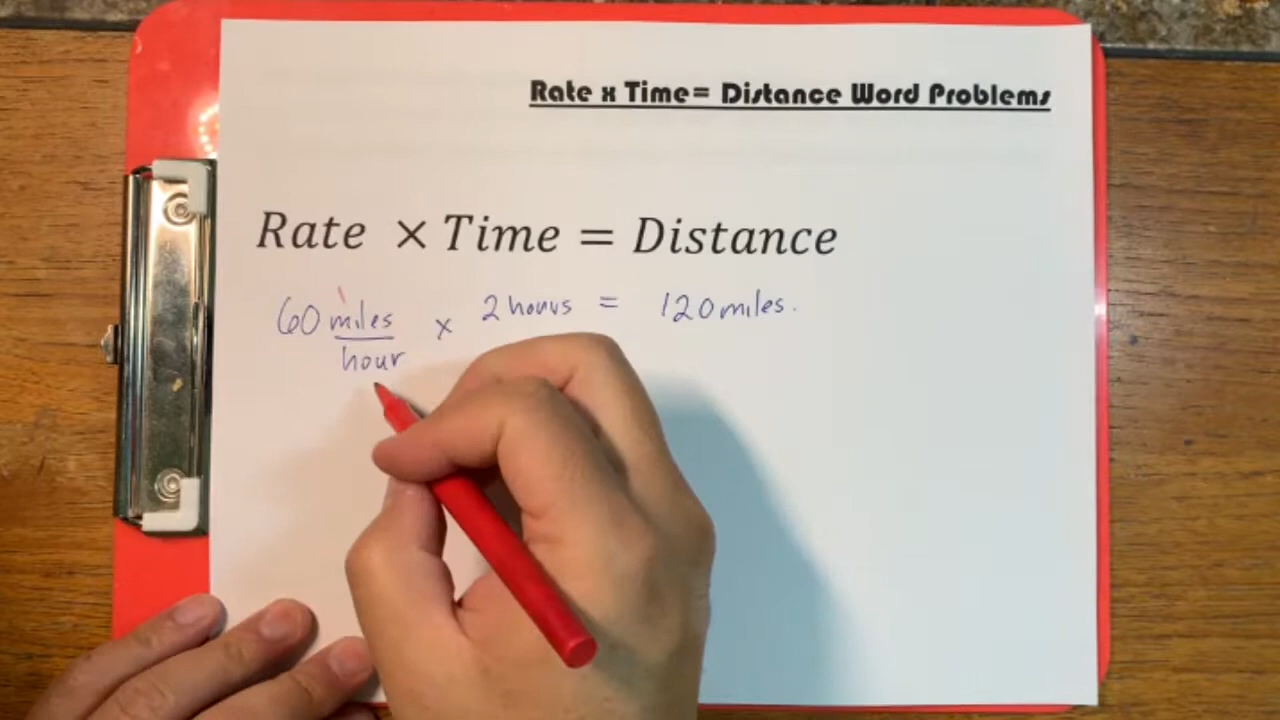 Rate x Time= Distance Word Problems
Rate × Time = Distance
60 miles/hour x 2 hours = 120 miles.